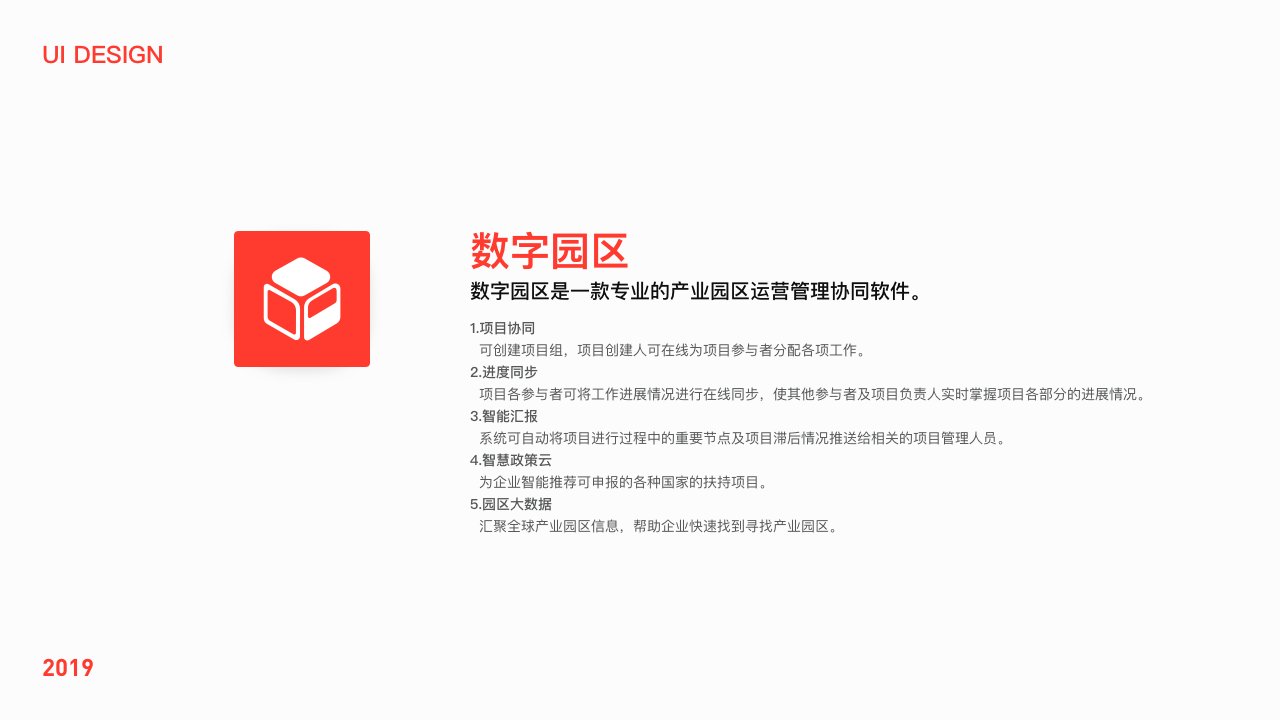 UI DESIGN
数字园区
数字园区是一款专业的产业园区运营管理协同软件。
1.项目协同
可创建项目组，项目创建人可在线为项目参与者分配各项工作。
2.进度同步
项目各参与者可将工作进展情况进行在线同步，使其他参与者及项目负责人实时掌握项目各部分的进展情况。
3.智能汇报
系统可自动将项目进行过程中的重要节点及项目滞后情况推送给相关的项目管理人员。
4.智慧政策云
为企业智能推荐可申报的各种国家的扶持项目。
5.园区大数据
汇聚全球产业园区信息，帮助企业快速找到寻找产业园区。
2019